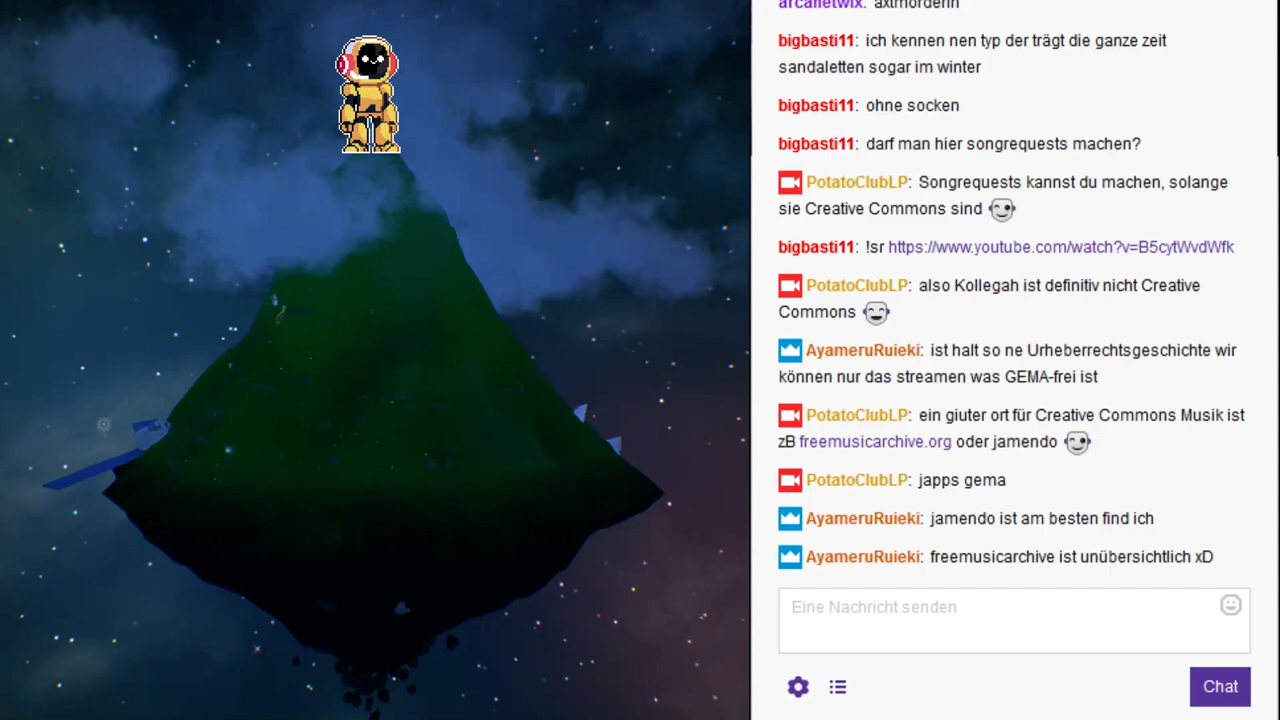 arcanetwix: axtmörderin
bigbasti11: ich kennen nen typ der trägt die ganze zeit
sandaletten sogar im winter
bigbasti11: ohne socken
bigbasti11: darf man hier songrequests machen?
PotatoClubLP: Songrequests kannst du machen, solange
sie Creative Commons sind
bigbasti11: !sr https://www.youtube.com/watch?v=B5cytWvdWfk
PotatoClubLP: also Kollegah ist definitiv nicht Creative
Commons
AyameruRuieki: ist halt so ne Urheberrechtsgeschichte wir
können nur das streamen was GEMA-frei ist
PotatoClubLP: ein giuter ort für Creative Commons Musik ist
zB freemusicarchive.org oder jamendo
PotatoClubLP: japps gema
AyameruRuieki: jamendo ist am besten find ich
AyameruRuieki: freemusicarchive ist unübersichtlich xD
Eine Nachricht senden
Chat